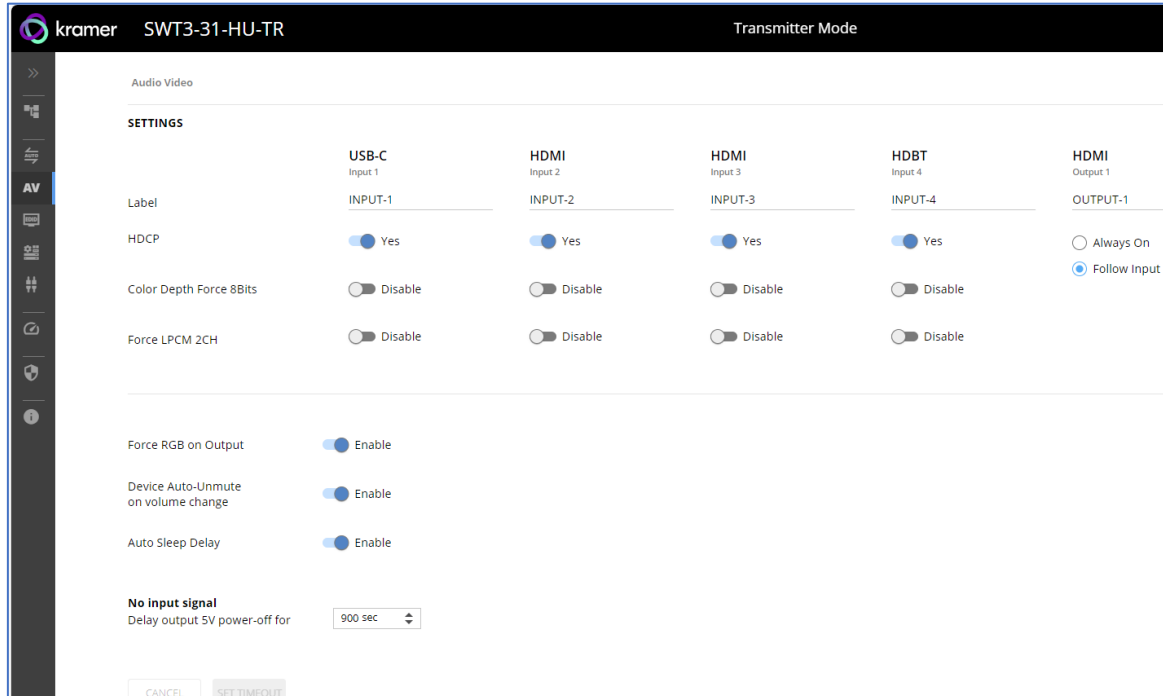 kramer SWT3-31-HU-TR Transmitter Mode
Audio Video
SETTINGS
USB-C HDMI HDMI HDBT HDMI
Input 1 Input 2 Input 3 Input 4 Output 1
Label INPUT-1 INPUT-2 INPUT-3 INPUT-4 OUTPUT-1
HDCP Yes Yes Yes Yes Always On
Follow Input
Color Depth Force 8Bits Disable Disable Disable Disable
Force LPCM 2CH Disable Disable Disable Disable
Force RGB on Output Enable
Device Auto-Unmute
on volume change Enable
Auto Sleep Delay Enable
No input signal
Delay output 5V power-off for 900 sec
CANCEL SET TIMEOUT
AUTO
AV